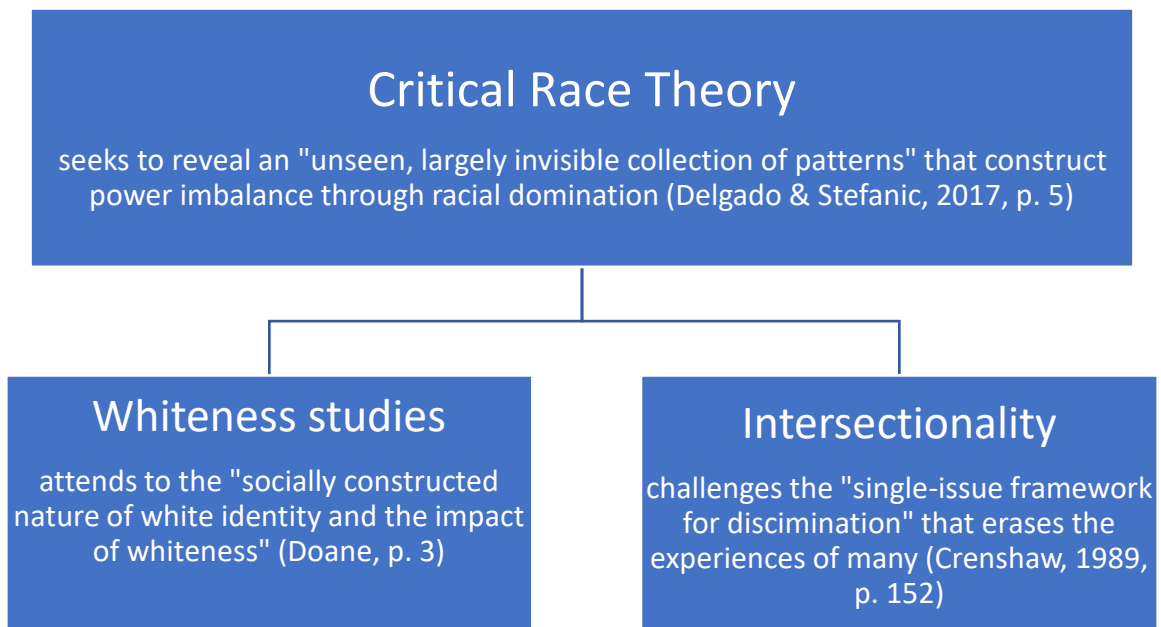 Critical Race Theory
seeks to reveal an "unseen, largely invisible collection of patterns" that construct
power imbalance through racial domination (Delgado & Stefanic, 2017, p. 5)
Whiteness studies
attends to the "socially constructed
nature of white identity and the impact
of whiteness" (Doane, p. 3)
Intersectionality
challenges the "single-issue framework
for discrimination" that erases the
experiences of many (Crenshaw, 1989,
p. 152)